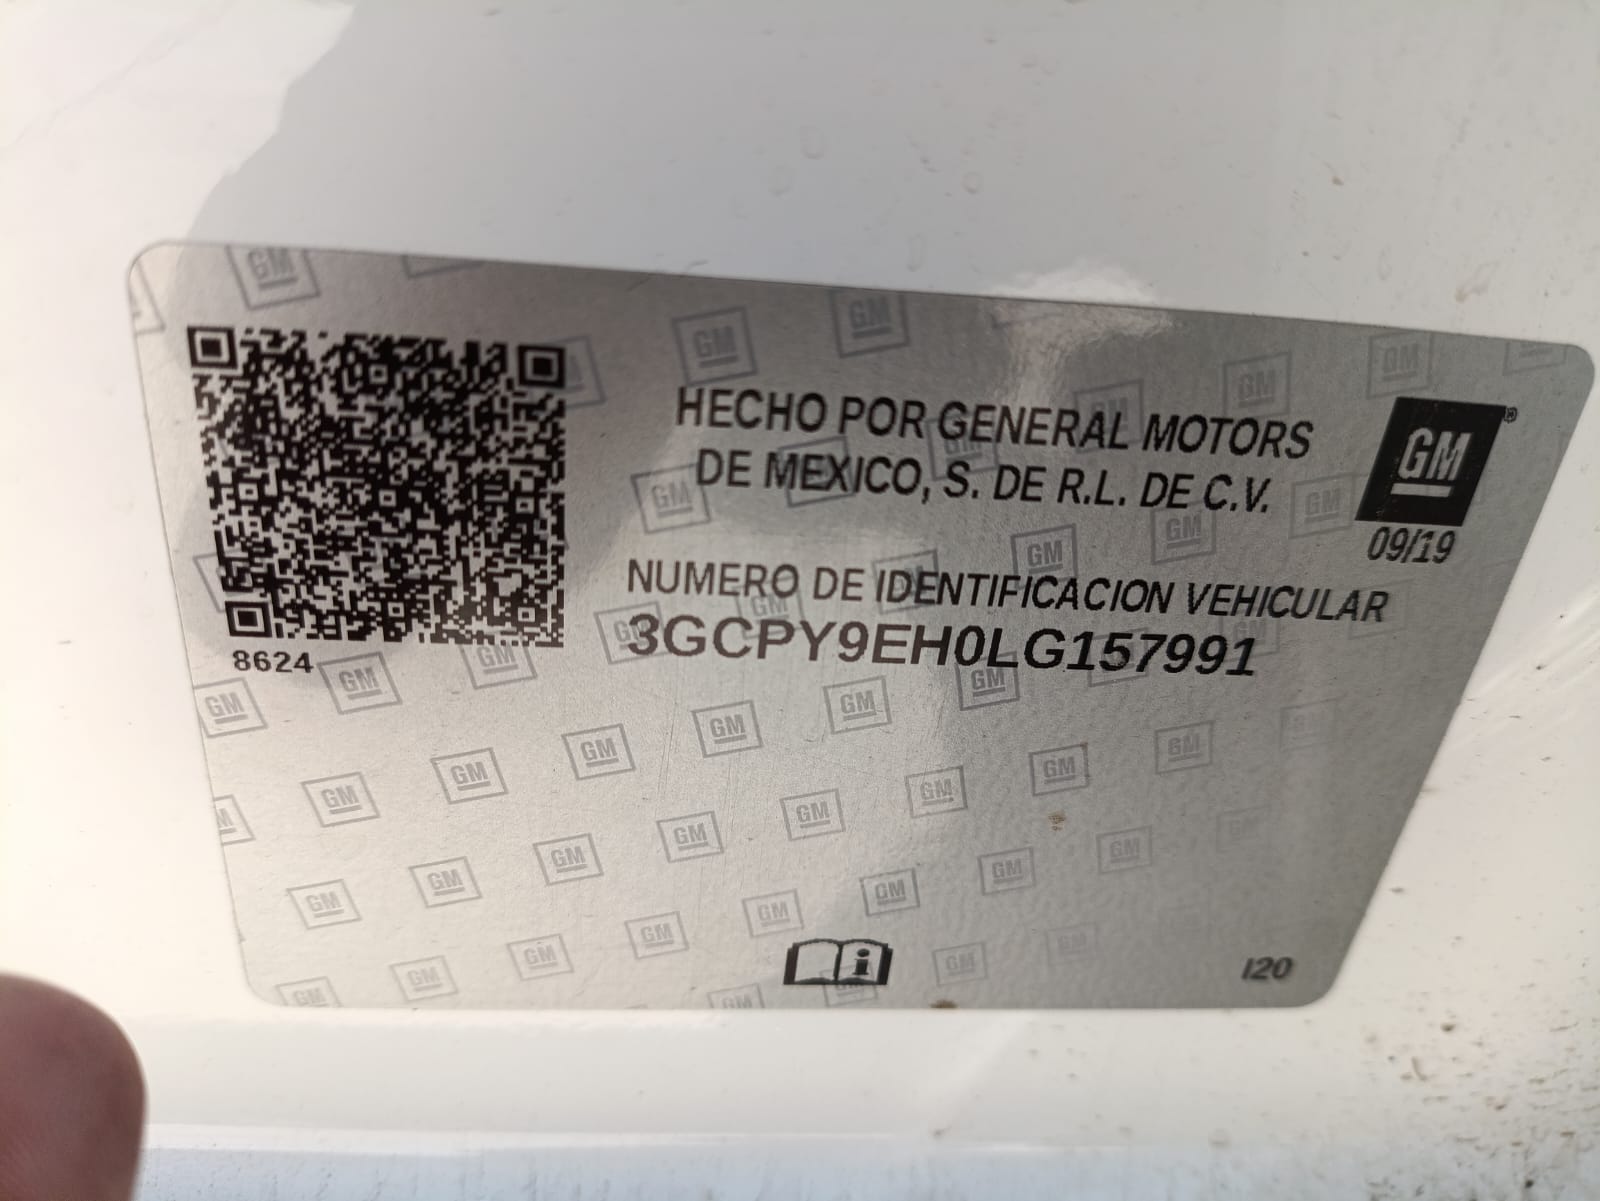 HECHO POR GENERAL MOTORS
DE MEXICO, S. DE R.L. DE C.V.
GM®
09/19
NUMERO DE IDENTIFICACION VEHICULAR
3GCPY9EH0LG157991
8624
I20